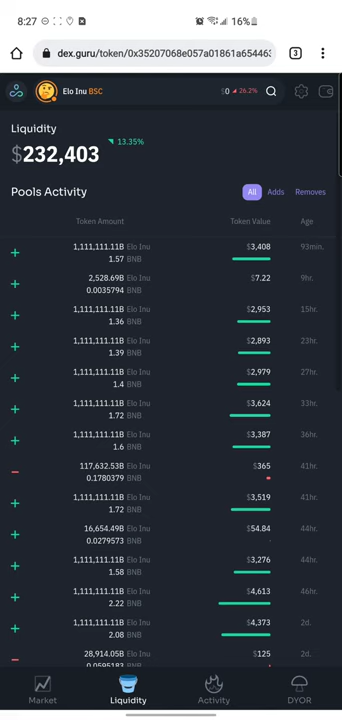 8:27
16%
dex.guru/token/0x35207068e057a01861a654463
3
Elo Inu BSC
$0 26.2%
Liquidity
$232,403
13.35%
Pools Activity
All Adds Removes
Token Amount Token Value Age
1,111,111.11B Elo Inu $3,408 93min.
1.57 BNB
2,528.69B Elo Inu $7.22 9hr.
0.0035794 BNB
1,111,111.11B Elo Inu $2,953 15hr.
1.36 BNB
1,111,111.11B Elo Inu $2,893 23hr.
1.39 BNB
1,111,111.11B Elo Inu $2,979 27hr.
1.4 BNB
1,111,111.11B Elo Inu $3,624 33hr.
1.72 BNB
1,111,111.11B Elo Inu $3,387 36hr.
1.6 BNB
117,632.53B Elo Inu $365 41hr.
0.1780379 BNB
1,111,111.11B Elo Inu $3,519 41hr.
1.72 BNB
16,654.49B Elo Inu $54.84 44hr.
0.0279573 BNB
1,111,111.11B Elo Inu $3,276 44hr.
1.58 BNB
1,111,111.11B Elo Inu $4,613 46hr.
2.22 BNB
1,111,111.11B Elo Inu $4,373 2d.
2.08 BNB
28,914.05B Elo Inu $125 2d.
0.0595183 BNB
Market Liquidity Activity DYOR